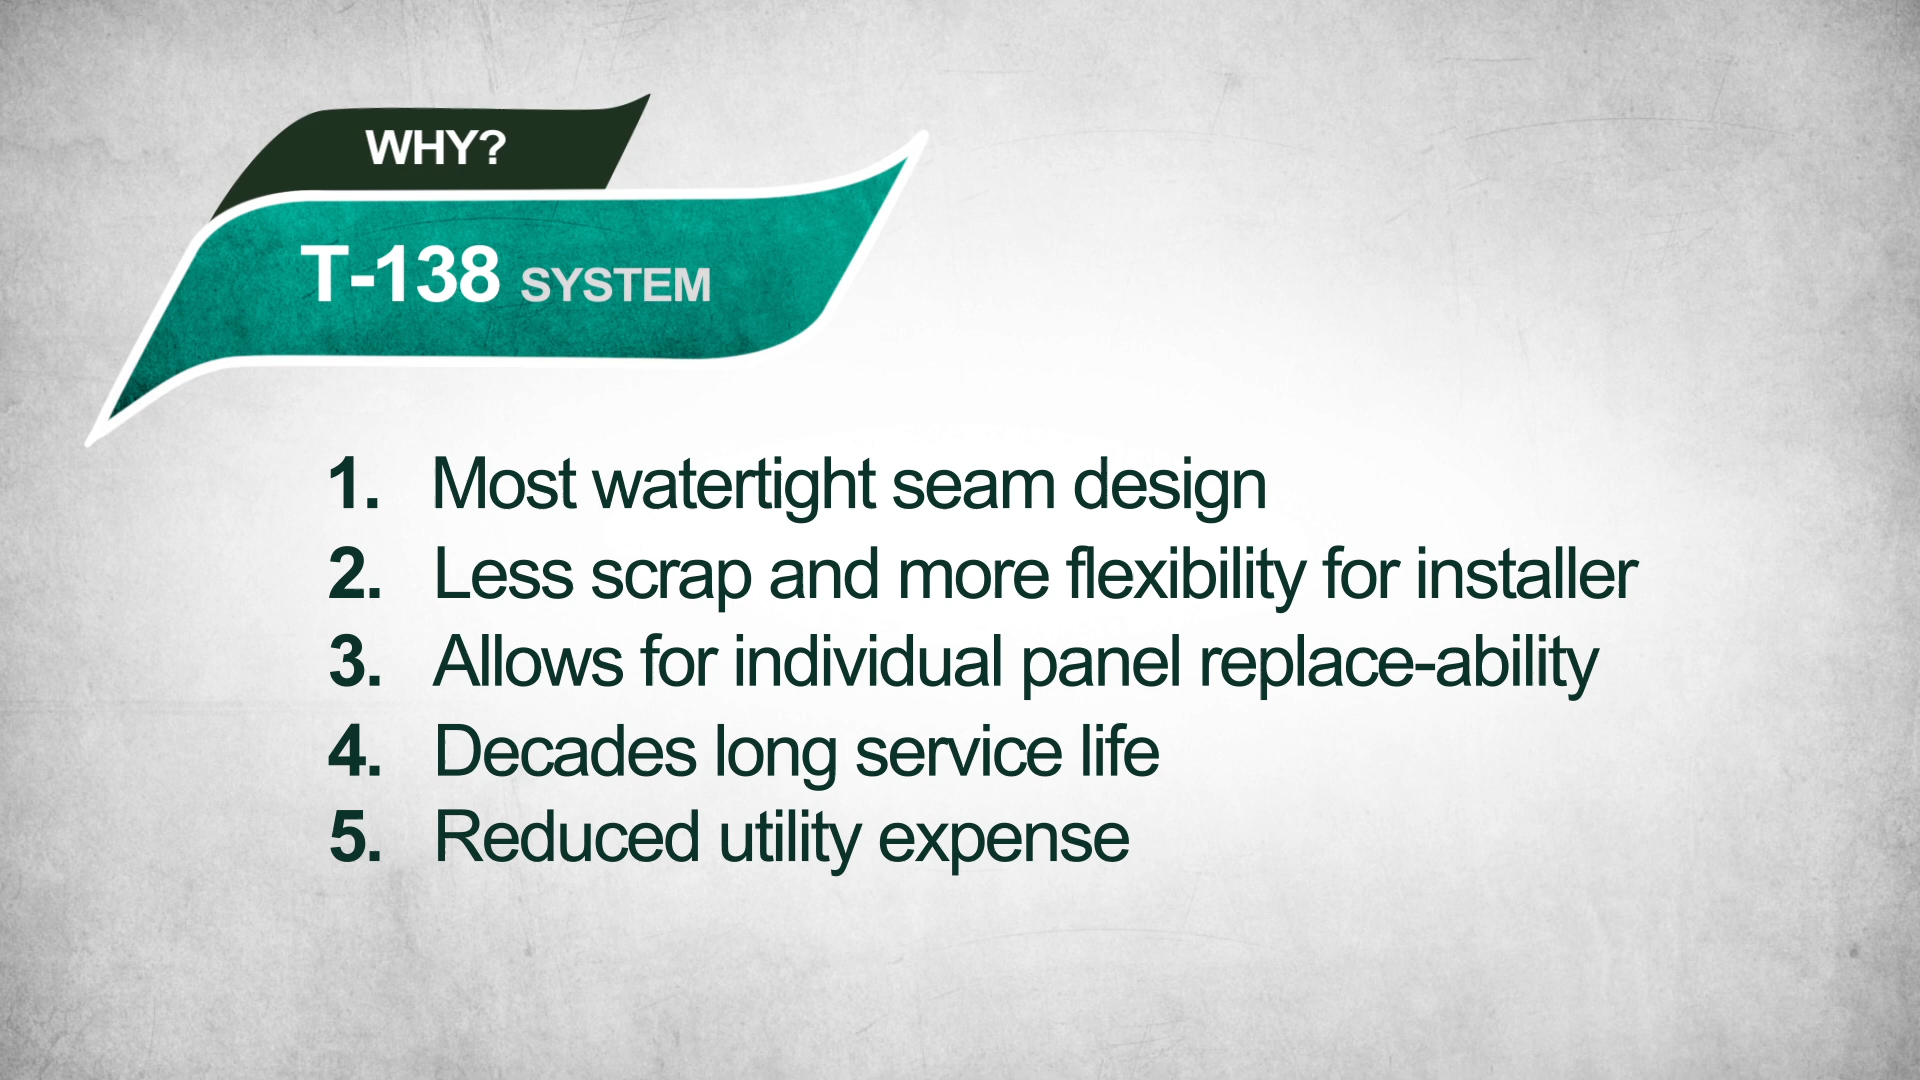 WHY?
T-138 SYSTEM
1. Most watertight seam design
2. Less scrap and more flexibility for installer
3. Allows for individual panel replace-ability
4. Decades long service life
5. Reduced utility expense